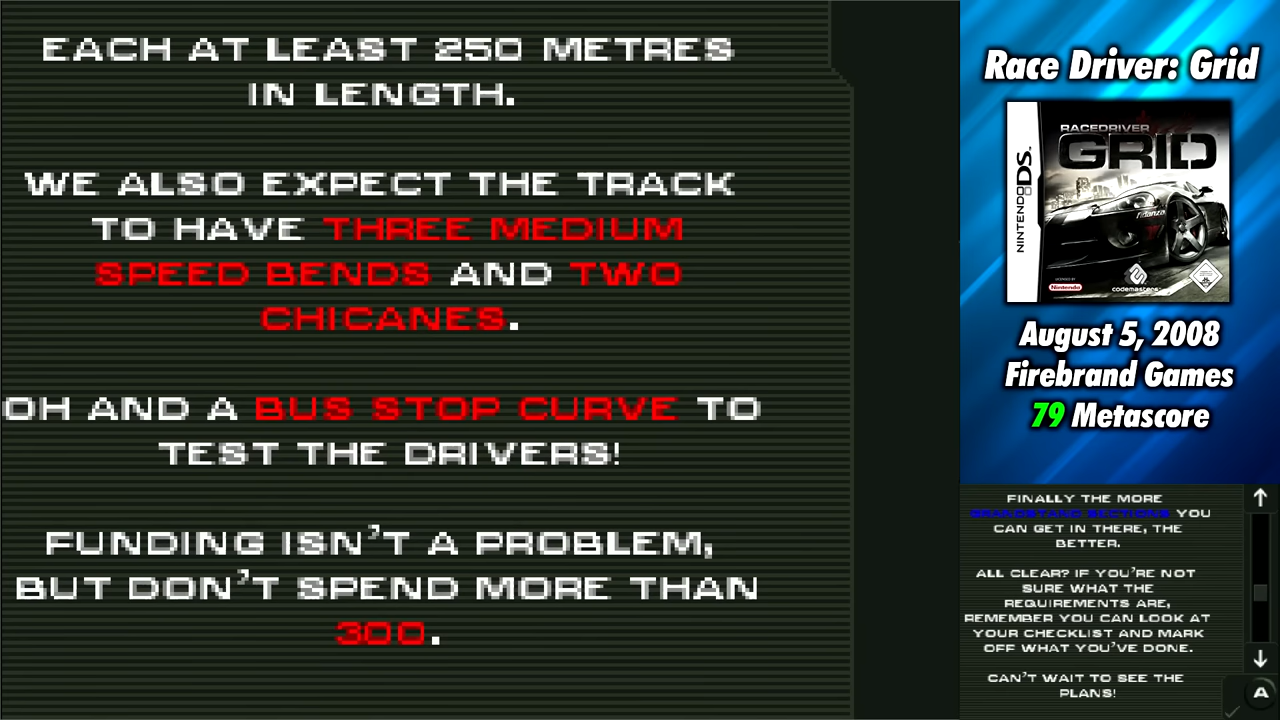 EACH AT LEAST 250 METRES
IN LENGTH.
WE ALSO EXPECT THE TRACK
TO HAVE THREE MEDIUM
SPEED BENDS AND TWO
CHICANES.
OH AND A BUS STOP CURVE TO
TEST THE DRIVERS!
FUNDING ISN'T A PROBLEM,
BUT DON'T SPEND MORE THAN
300.
Race Driver: Grid
RACEDRIVER
GRID
NINTENDO DS
Nintendo
codemasters
August 5, 2008
Firebrand Games
79 Metascore
FINALLY THE MORE
GRANDSTAND SECTIONS YOU
CAN GET IN THERE, THE
BETTER.
ALL CLEAR? IF YOU'RE NOT
SURE WHAT THE
REQUIREMENTS ARE,
REMEMBER YOU CAN LOOK AT
YOUR CHECKLIST AND MARK
OFF WHAT YOU'VE DONE.
CAN'T WAIT TO SEE THE
PLANS!
A